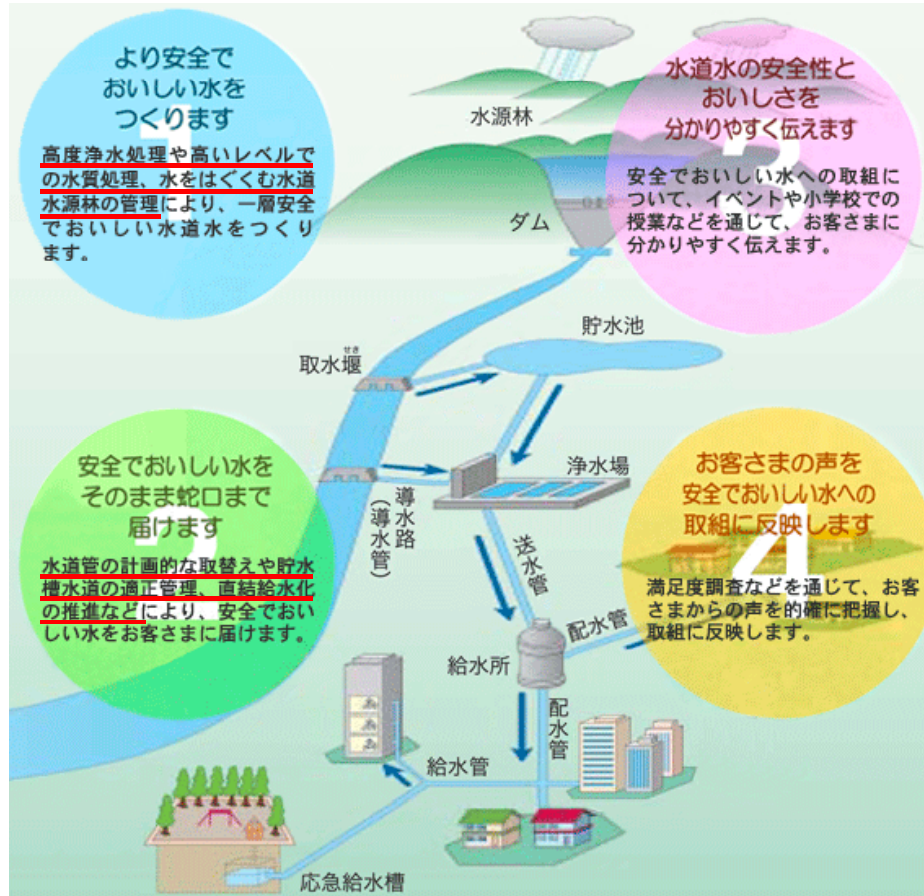 より安全で
おいしい水を
つくります
1
高度浄水処理や高いレベルで
の水質処理、水をはぐくむ水道
水源林の管理により、一層安全
でおいしい水道水をつくり
ます。
水道水の安全性と
おいしさを
分かりやすく伝えます
3
安全でおいしい水への取組に
ついて、イベントや小学校での
授業などを通じて、お客さまに
分かりやすく伝えます。
水源林
ダム
貯水池
せき
取水堰
安全でおいしい水を
そのまま蛇口まで
届けます
2
水道管の計画的な取替えや貯水
槽水道の適正管理、直結給水化
の推進などにより、安全でおい
しい水をお客さまに届けます。
浄水場
導水路
(導水管)
送水管
お客さまの声を
安全でおいしい水への
取組に反映します
4
満足度調査などを通じて、お客
さまからの声を的確に把握し、
取組に反映します。
配水管
給水所
配水管
給水管
応急給水槽